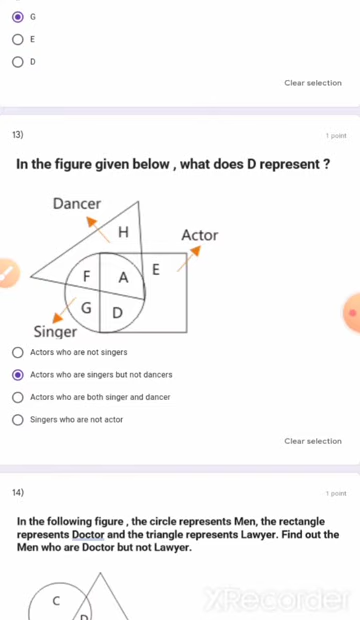 G
E
D
Clear selection
13)
1 point
In the figure given below , what does D represent ?
Dancer
H
Actor
F
A
E
G
D
Singer
Actors who are not singers
Actors who are singers but not dancers
Actors who are both singer and dancer
Singers who are not actor
Clear selection
14)
1 point
In the following figure , the circle represents Men, the rectangle
represents Doctor and the triangle represents Lawyer. Find out the
Men who are Doctor but not Lawyer.
C
D
XRecorder